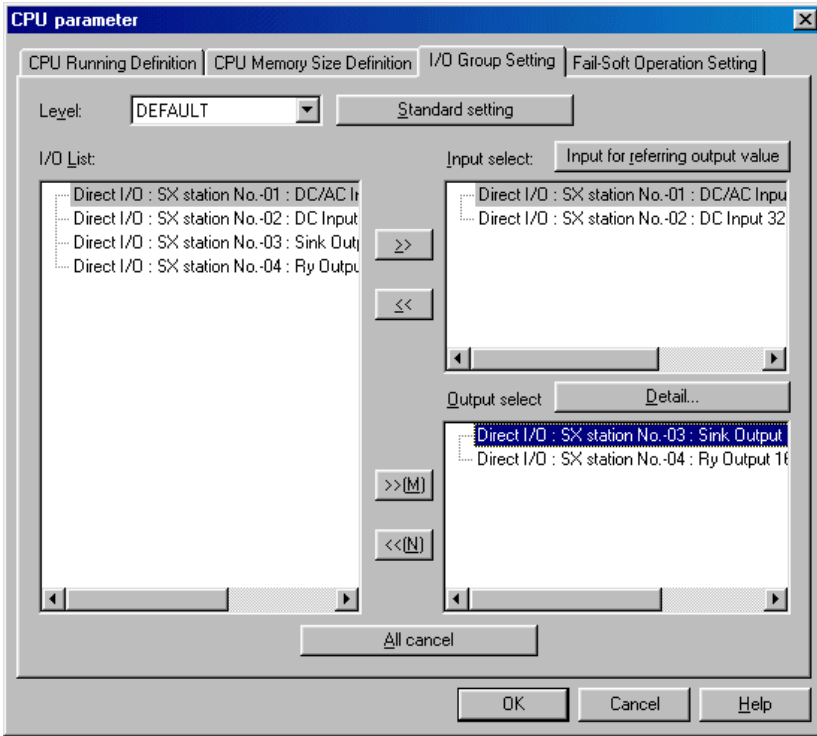 CPU parameter
CPU Running Definition
CPU Memory Size Definition
I/O Group Setting
Fail-Soft Operation Setting
Level:
DEFAULT
Standard setting
I/O List:
Direct I/O : SX station No.-01 : DC/AC
Direct I/O : SX station No.-02 : DC Input
Direct I/O : SX station No.-03 : Sink
Direct I/O : SX station No.-04 : Ry
>>
<<
>>(M)
<<(N)
Input select:
Input for referring output value
Direct I/O : SX station No.-01 : DC/AC Inpu
Direct I/O : SX station No.-02 : DC Input 32
Output select
Detail...
Direct I/O : SX station No.-03 : Sink Output
Direct I/O : SX station No.-04 : Ry Output
All cancel
OK
Cancel
Help